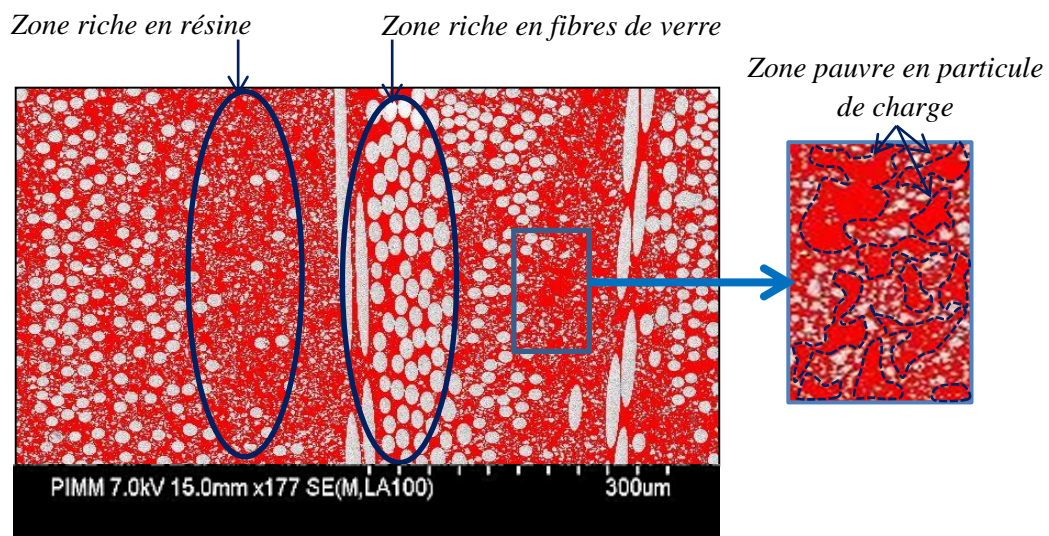 Zone riche en résine
Zone riche en fibres de verre
Zone pauvre en particule
de charge
PIMM 7.0kV 15.0mm x177 SE(M,LA100)
300um